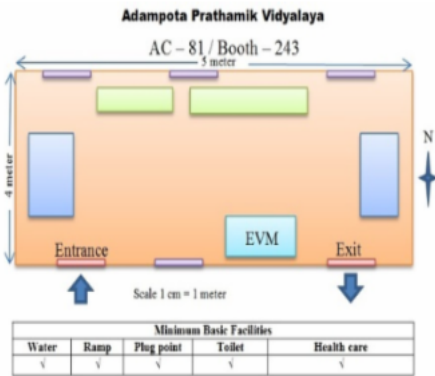 Adampota Prathamik Vidyalaya
AC – 81 / Booth – 243
5 meter
4 meter
N
EVM
Entrance
Exit
Scale 1 cm = 1 meter
Minimum Basic Facilities
Water Ramp Plug point Toilet Health care
√ √ √ √ √